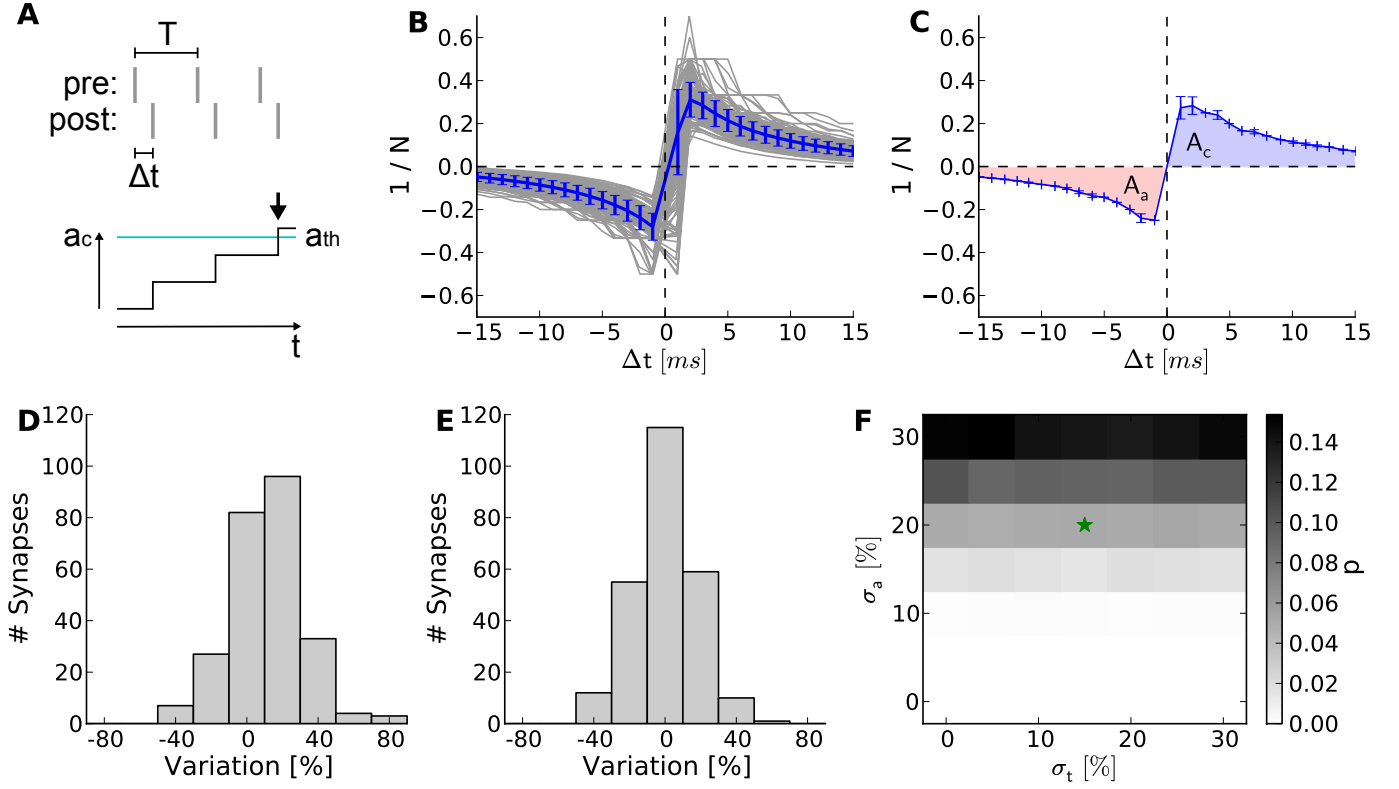 A
T
pre:
post:
Δt
ac
ath
t
B
1 / N
0.6
0.4
0.2
0.0
−0.2
−0.4
−0.6
−15
−10
−5
0
5
10
15
Δt [ms]
C
1 / N
0.6
0.4
0.2
0.0
−0.2
−0.4
−0.6
Ac
Aa
−15
−10
−5
0
5
10
15
Δt [ms]
D
# Synapses
120
100
80
60
40
20
0
-80
-40
0
40
80
Variation [%]
E
# Synapses
120
100
80
60
40
20
0
-80
-40
0
40
80
Variation [%]
F
σa [%]
30
20
10
0
0
10
20
30
σt [%]
0.14
0.12
0.10
0.08
0.06
0.04
0.02
0.00
p